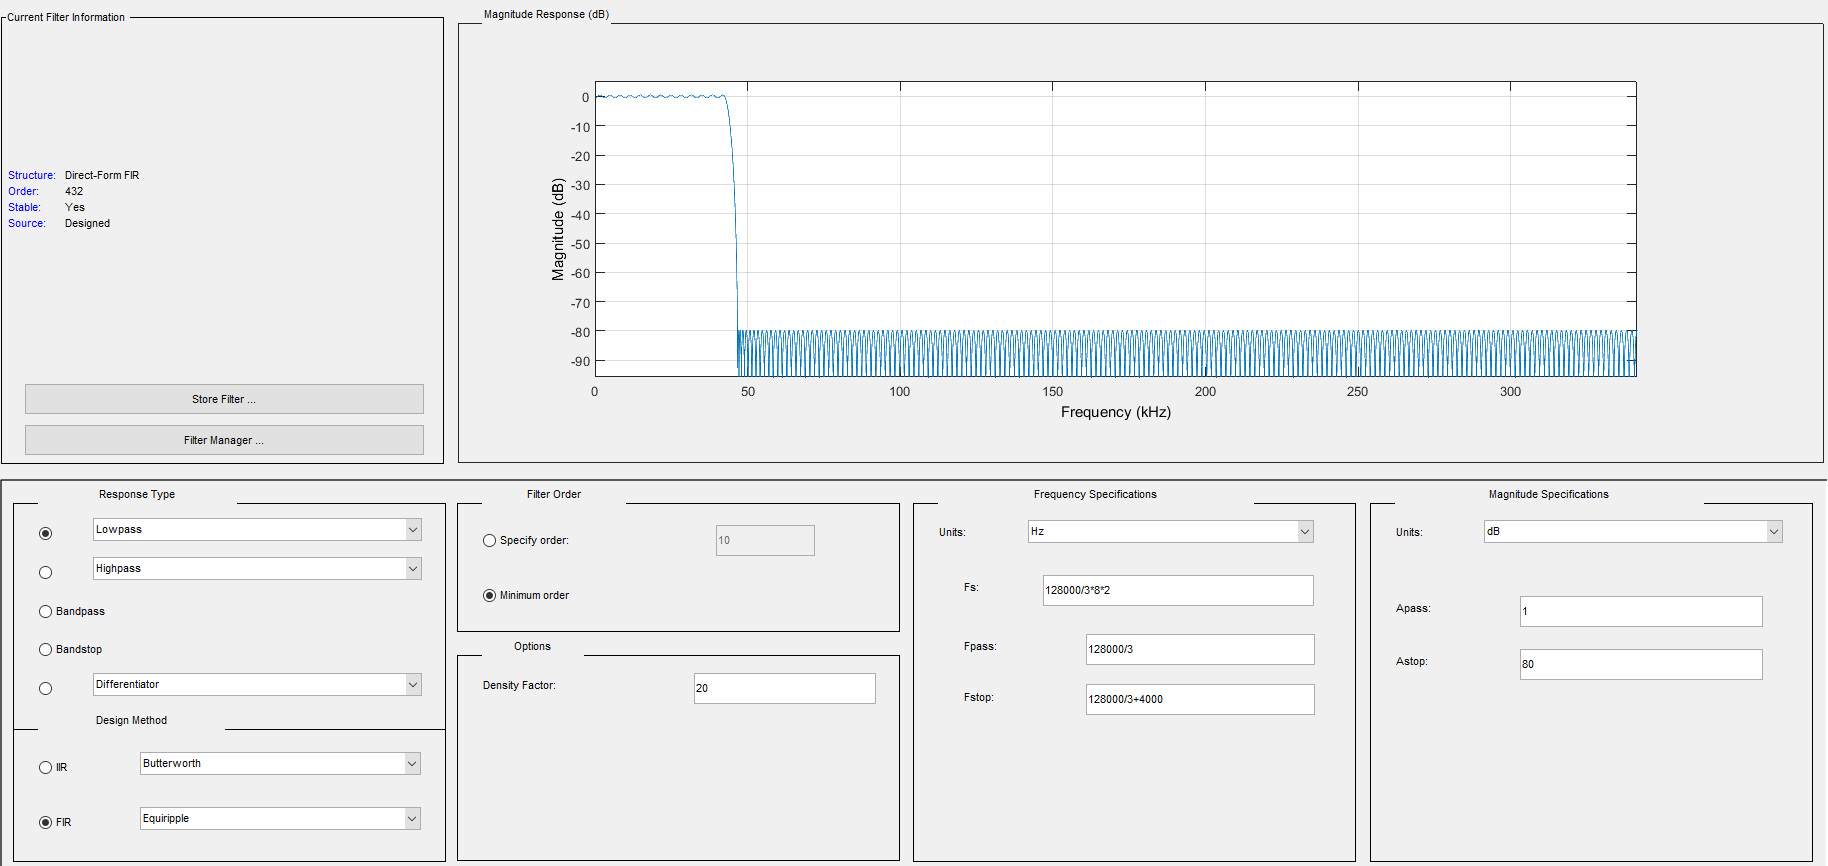 Current Filter Information
Structure: Direct-Form FIR
Order: 432
Stable: Yes
Source: Designed
Store Filter ...
Filter Manager ...
Magnitude Response (dB)
Magnitude (dB)
0
-10
-20
-30
-40
-50
-60
-70
-80
-90
0 50 100 150 200 250 300
Frequency (kHz)
Response Type
Lowpass
Highpass
Bandpass
Bandstop
Differentiator
Design Method
IIR Butterworth
FIR Equiripple
Filter Order
Specify order: 10
Minimum order
Options
Density Factor: 20
Frequency Specifications
Units: Hz
Fs: 128000/3*8*2
Fpass: 128000/3
Fstop: 128000/3+4000
Magnitude Specifications
Units: dB
Apass: 1
Astop: 80